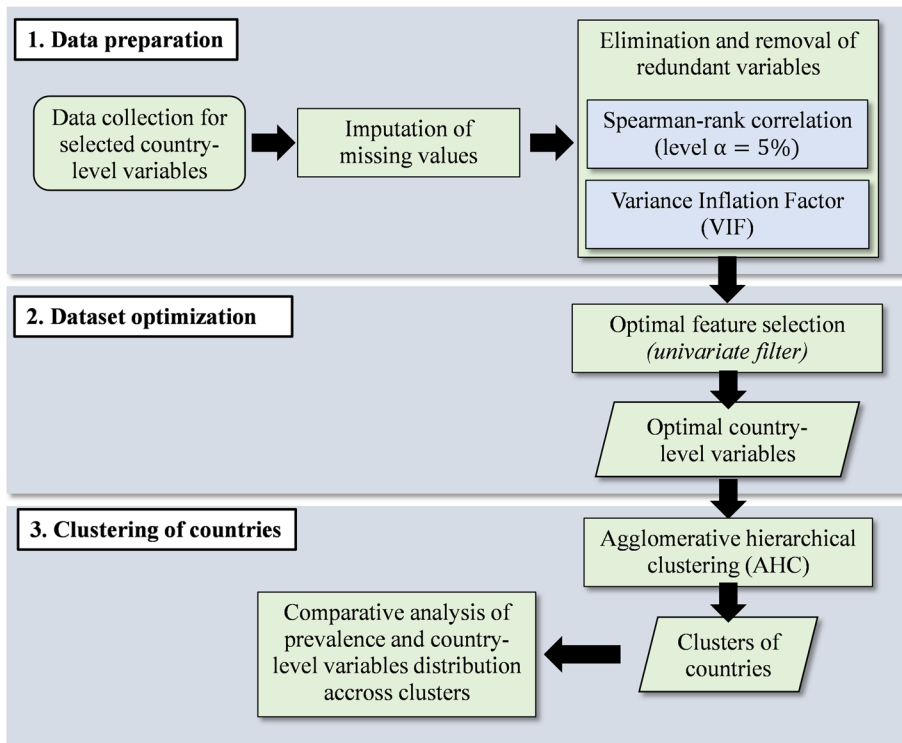 1. Data preparation
Data collection for
selected country-
level variables
Imputation of
missing values
Elimination and removal of
redundant variables
Spearman-rank correlation
(level α = 5%)
Variance Inflation Factor
(VIF)
2. Dataset optimization
Optimal feature selection
(univariate filter)
Optimal country-
level variables
3. Clustering of countries
Agglomerative hierarchical
clustering (AHC)
Clusters of
countries
Comparative analysis of
prevalence and country-
level variables distribution
accross clusters